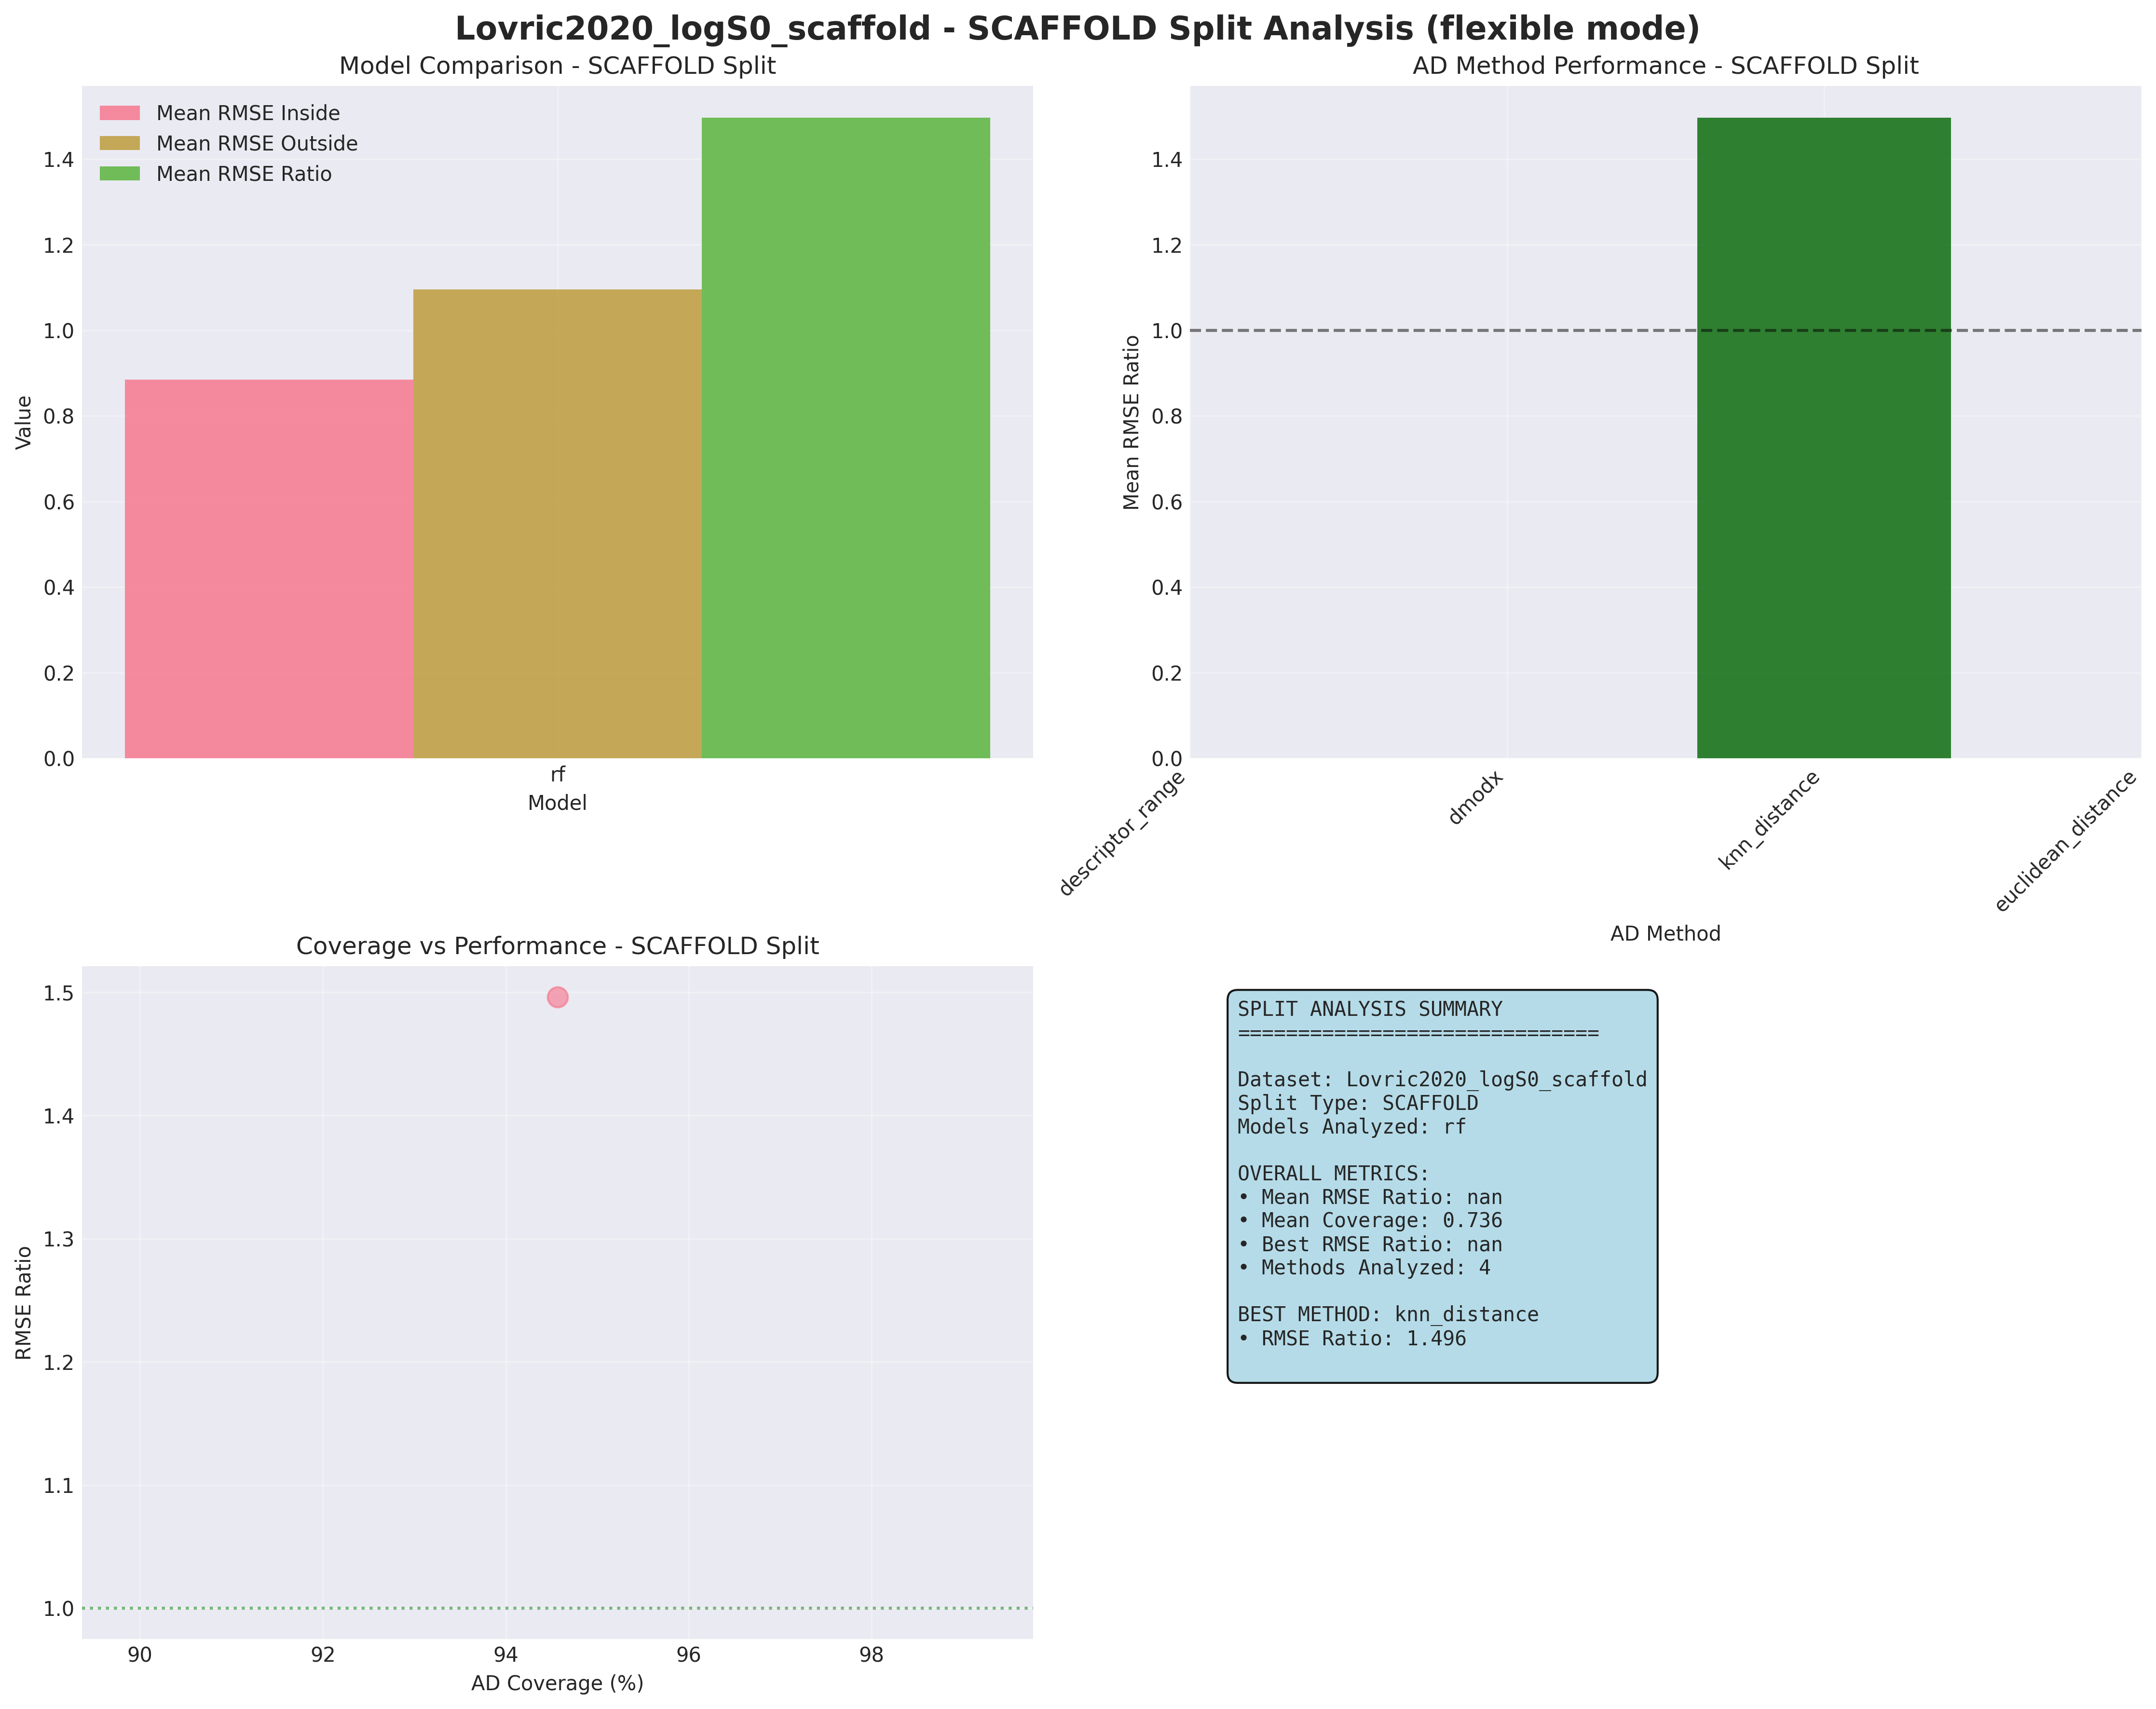 Lovric2020_logS0_scaffold - SCAFFOLD Split Analysis (flexible mode)
Model Comparison - SCAFFOLD Split
Mean RMSE Inside
Mean RMSE Outside
Mean RMSE Ratio
1.4
1.2
1.0
0.8
0.6
0.4
0.2
0.0
Value
rf
Model
AD Method Performance - SCAFFOLD Split
1.4
1.2
1.0
0.8
0.6
0.4
0.2
0.0
Mean RMSE Ratio
descriptor_range
dmodx
knn_distance
euclidean_distance
AD Method
Coverage vs Performance - SCAFFOLD Split
1.5
1.4
1.3
1.2
1.1
1.0
RMSE Ratio
90
92
94
96
98
AD Coverage (%)
SPLIT ANALYSIS SUMMARY
==============================
Dataset: Lovric2020_logS0_scaffold
Split Type: SCAFFOLD
Models Analyzed: rf
OVERALL METRICS:
• Mean RMSE Ratio: nan
• Mean Coverage: 0.736
• Best RMSE Ratio: nan
• Methods Analyzed: 4
BEST METHOD: knn_distance
• RMSE Ratio: 1.496